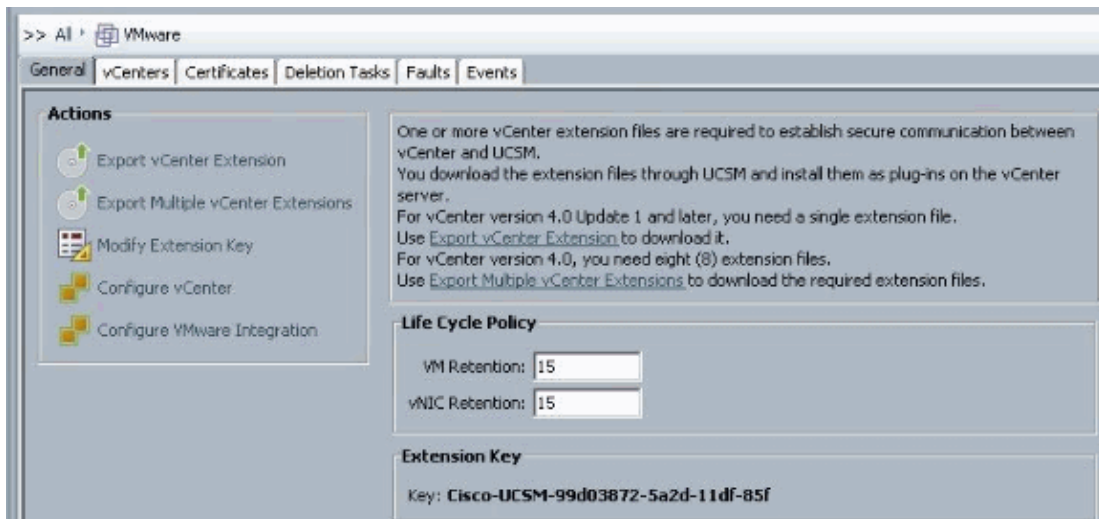 >> All VMware
General vCenters Certificates Deletion Tasks Faults Events
Actions
Export vCenter Extension
Export Multiple vCenter Extensions
Modify Extension Key
Configure vCenter
Configure VMware Integration
One or more vCenter extension files are required to establish secure communication between
vCenter and UCSM.
You download the extension files through UCSM and install them as plug-ins on the vCenter
server.
For vCenter version 4.0 Update 1 and later, you need a single extension file.
Use Export vCenter Extension to download it.
For vCenter version 4.0, you need eight (8) extension files.
Use Export Multiple vCenter Extensions to download the required extension files.
Life Cycle Policy
VM Retention: 15
vNIC Retention: 15
Extension Key
Key: Cisco-UCSM-99d03872-5a2d-11df-85f